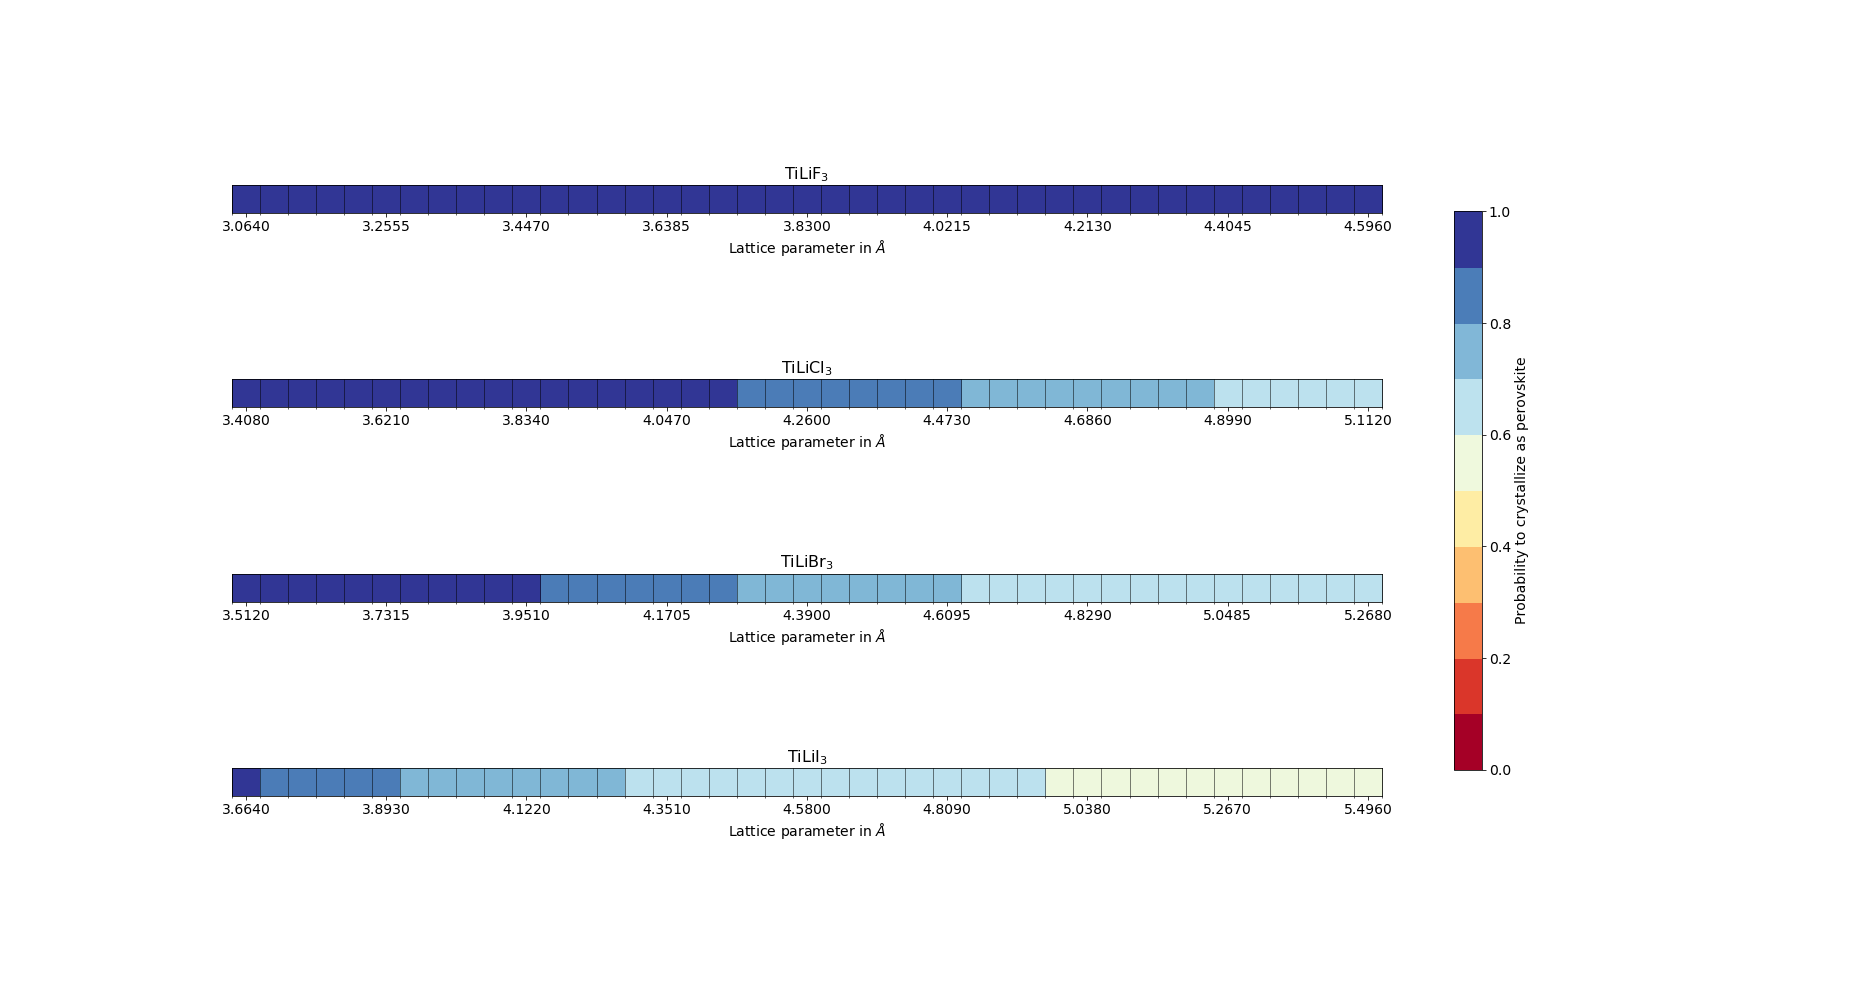 TiLiF₃
3.0640 3.2555 3.4470 3.6385 3.8300 4.0215 4.2130 4.4045 4.5960
Lattice parameter in Å
TiLiCl₃
3.4080 3.6210 3.8340 4.0470 4.2600 4.4730 4.6860 4.8990 5.1120
Lattice parameter in Å
TiLiBr₃
3.5120 3.7315 3.9510 4.1705 4.3900 4.6095 4.8290 5.0485 5.2680
Lattice parameter in Å
TiLiI₃
3.6640 3.8930 4.1220 4.3510 4.5800 4.8090 5.0380 5.2670 5.4960
Lattice parameter in Å
1.0
0.8
0.6
0.4
0.2
0.0
Probability to crystallize as perovskite